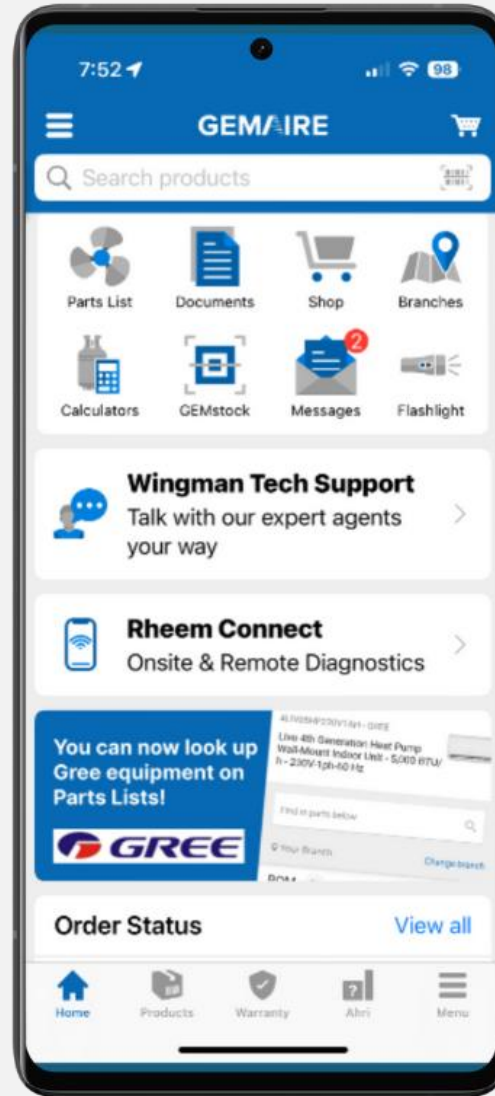 7:52
98
GEMAIRE
Search products
Parts List
Documents
Shop
Branches
2
Calculators
GEMstock
Messages
Flashlight
Wingman Tech Support
Talk with our expert agents
your way
Rheem Connect
Onsite & Remote Diagnostics
You can now look up
Gree equipment on
Parts Lists!
GREE
Livo 4th Generation Heat Pump
Wall-Mount Indoor Unit - 5,000 BTU/
h - 230V-1ph-60 Hz
Find in parts below
Your Branch
Change branch
Order Status
View all
Home
Products
Warranty
?
Ahri
Menu